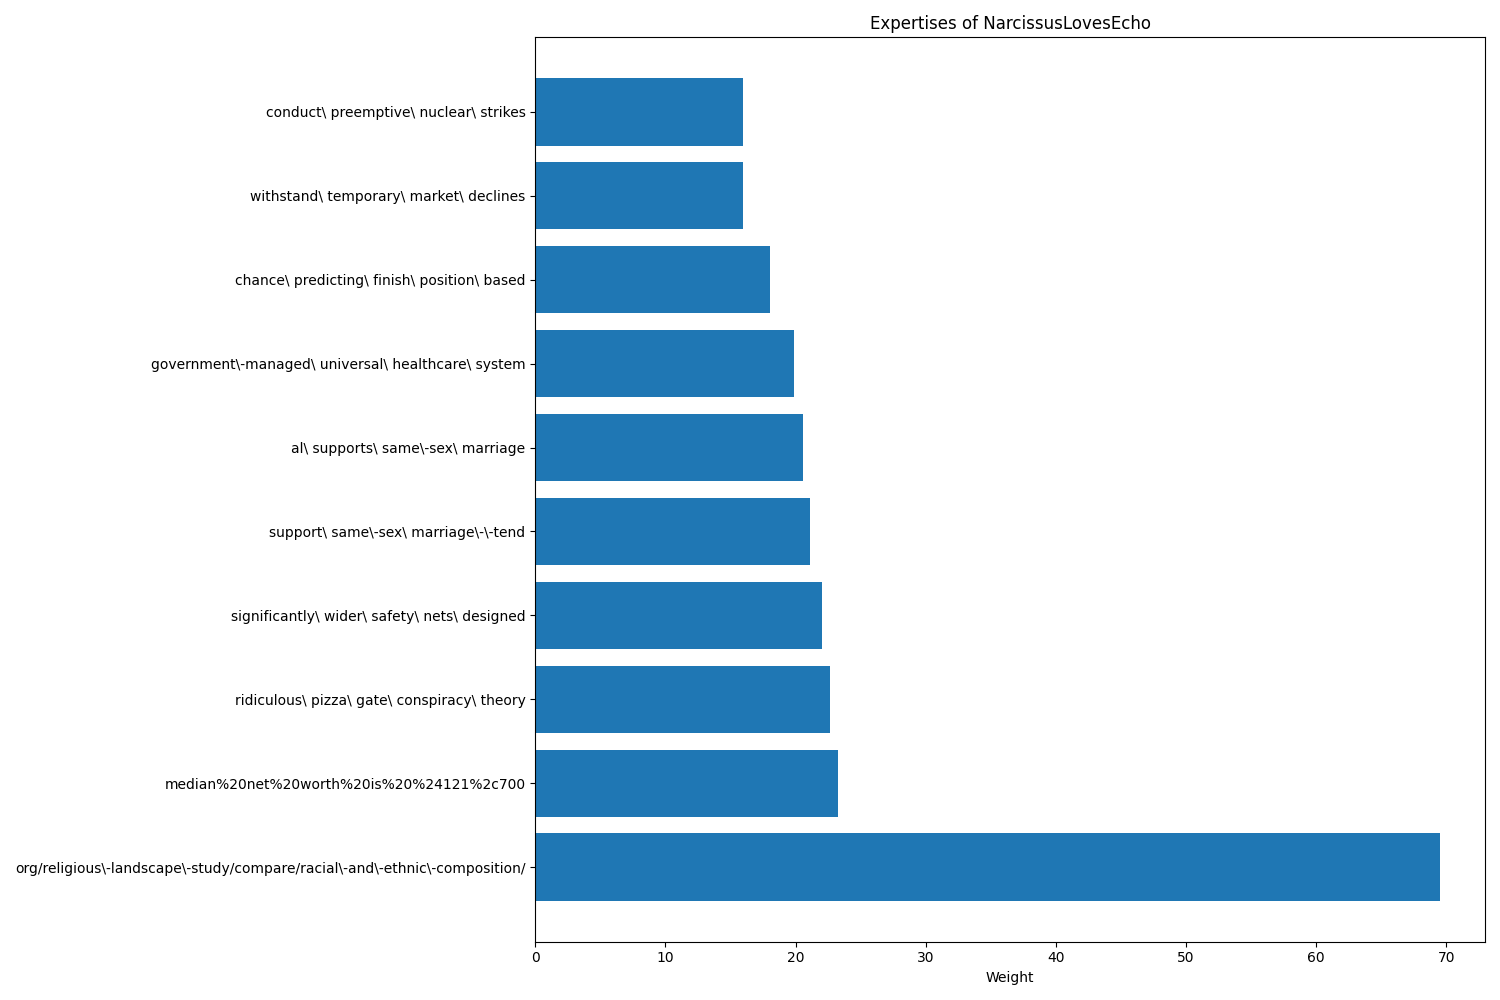 Expertises of NarcissusLovesEcho
conduct\ preemptive\ nuclear\ strikes
withstand\ temporary\ market\ declines
chance\ predicting\ finish\ position\ based
government\-managed\ universal\ healthcare\ system
al\ supports\ same\-sex\ marriage
support\ same\-sex\ marriage\-\-tend
significantly\ wider\ safety\ nets\ designed
ridiculous\ pizza\ gate\ conspiracy\ theory
median%20net%20worth%20is%20%24121%2c700
org/religious\-landscape\-study/compare/racial\-and\-ethnic\-composition/
0 10 20 30 40 50 60 70
Weight